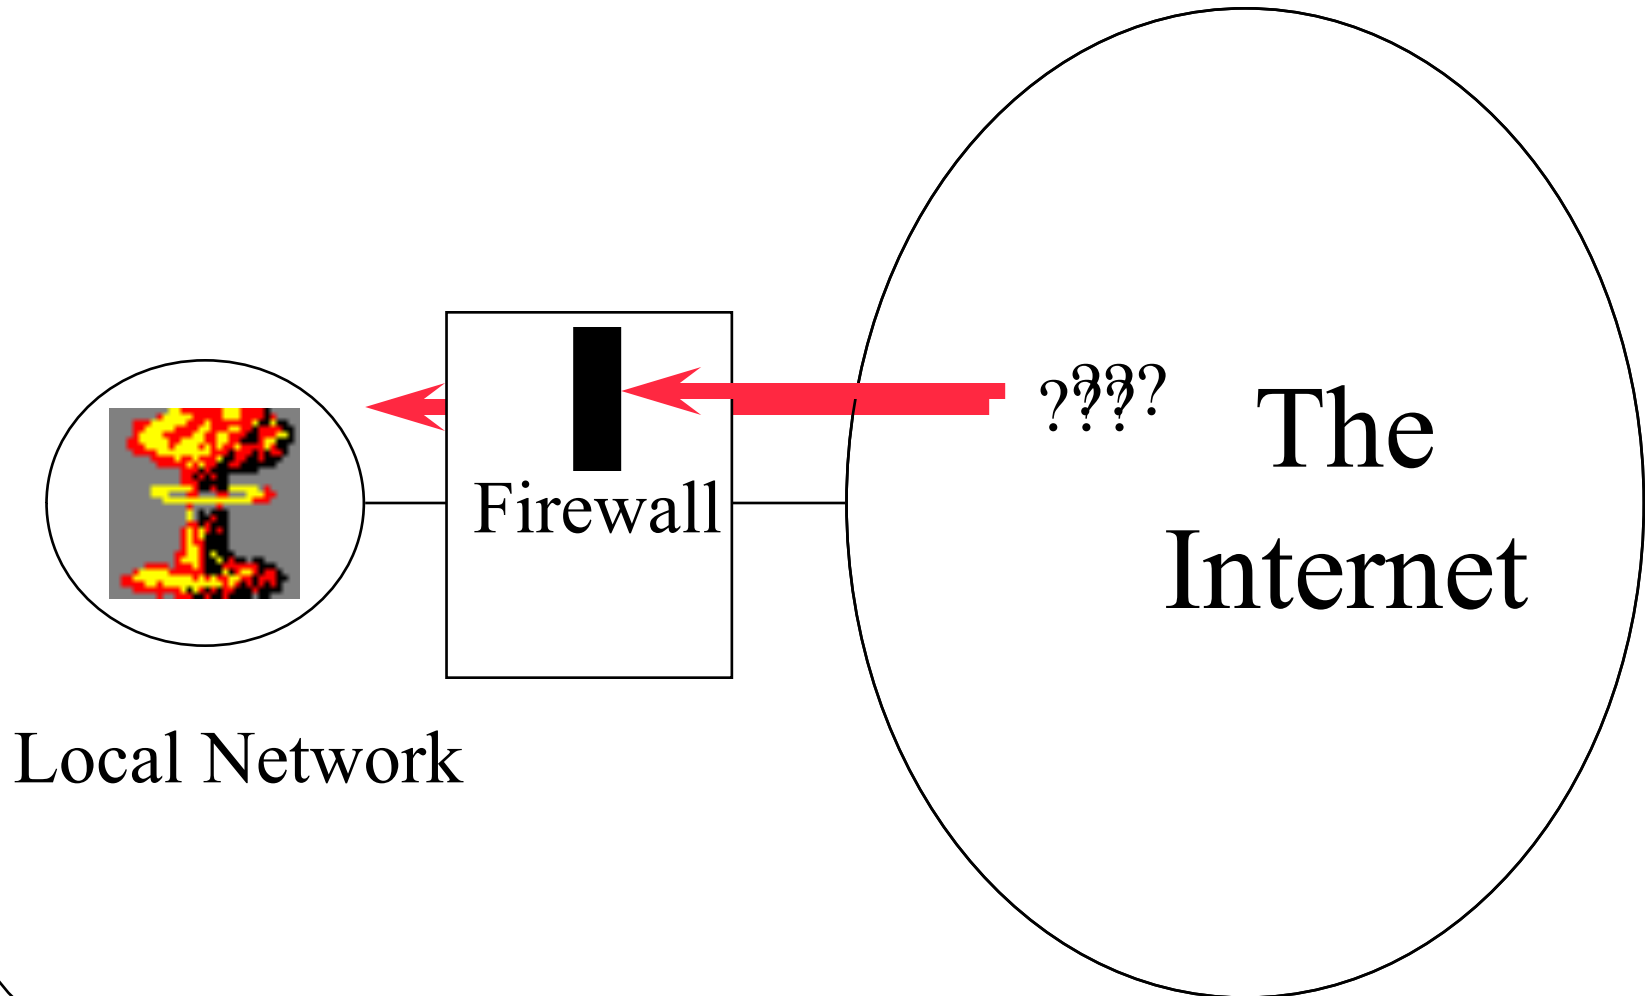 ???
???
The
Internet
Firewall
Local Network